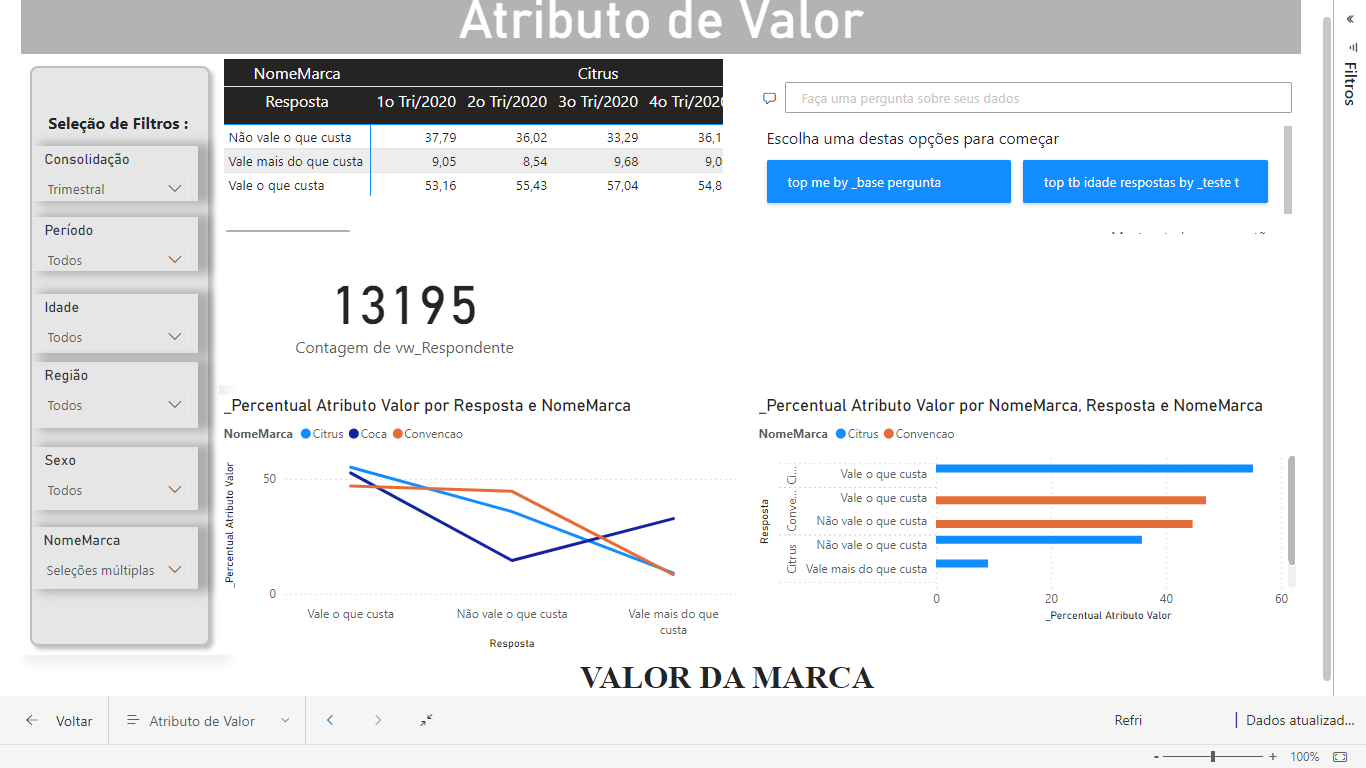 Atributo de Valor
Filtros
Seleção de Filtros :
Consolidação
Trimestral
Período
Todos
Idade
Todos
Região
Todos
Sexo
Todos
NomeMarca
Seleções múltiplas
NomeMarca Citrus
Resposta 1o Tri/2020 2o Tri/2020 3o Tri/2020 4o Tri/2020
Não vale o que custa 37,79 36,02 33,29 36,1
Vale mais do que custa 9,05 8,54 9,68 9,0
Vale o que custa 53,16 55,43 57,04 54,8
Faça uma pergunta sobre seus dados
Escolha uma destas opções para começar
top me by _base pergunta
top tb idade respostas by _teste t
13195
Contagem de vw_Respondente
_Percentual Atributo Valor por Resposta e NomeMarca
NomeMarca Citrus Coca Convencao
_Percentual Atributo Valor
50
0
Vale o que custa Não vale o que custa Vale mais do que
custa
Resposta
_Percentual Atributo Valor por NomeMarca, Resposta e NomeMarca
NomeMarca Citrus Convencao
Resposta
Ci... Vale o que custa
Conve... Vale o que custa
Não vale o que custa
Citrus Não vale o que custa
Vale mais do que custa
0 20 40 60
_Percentual Atributo Valor
VALOR DA MARCA
Voltar Atributo de Valor Refri Dados atualizad...
- + 100%